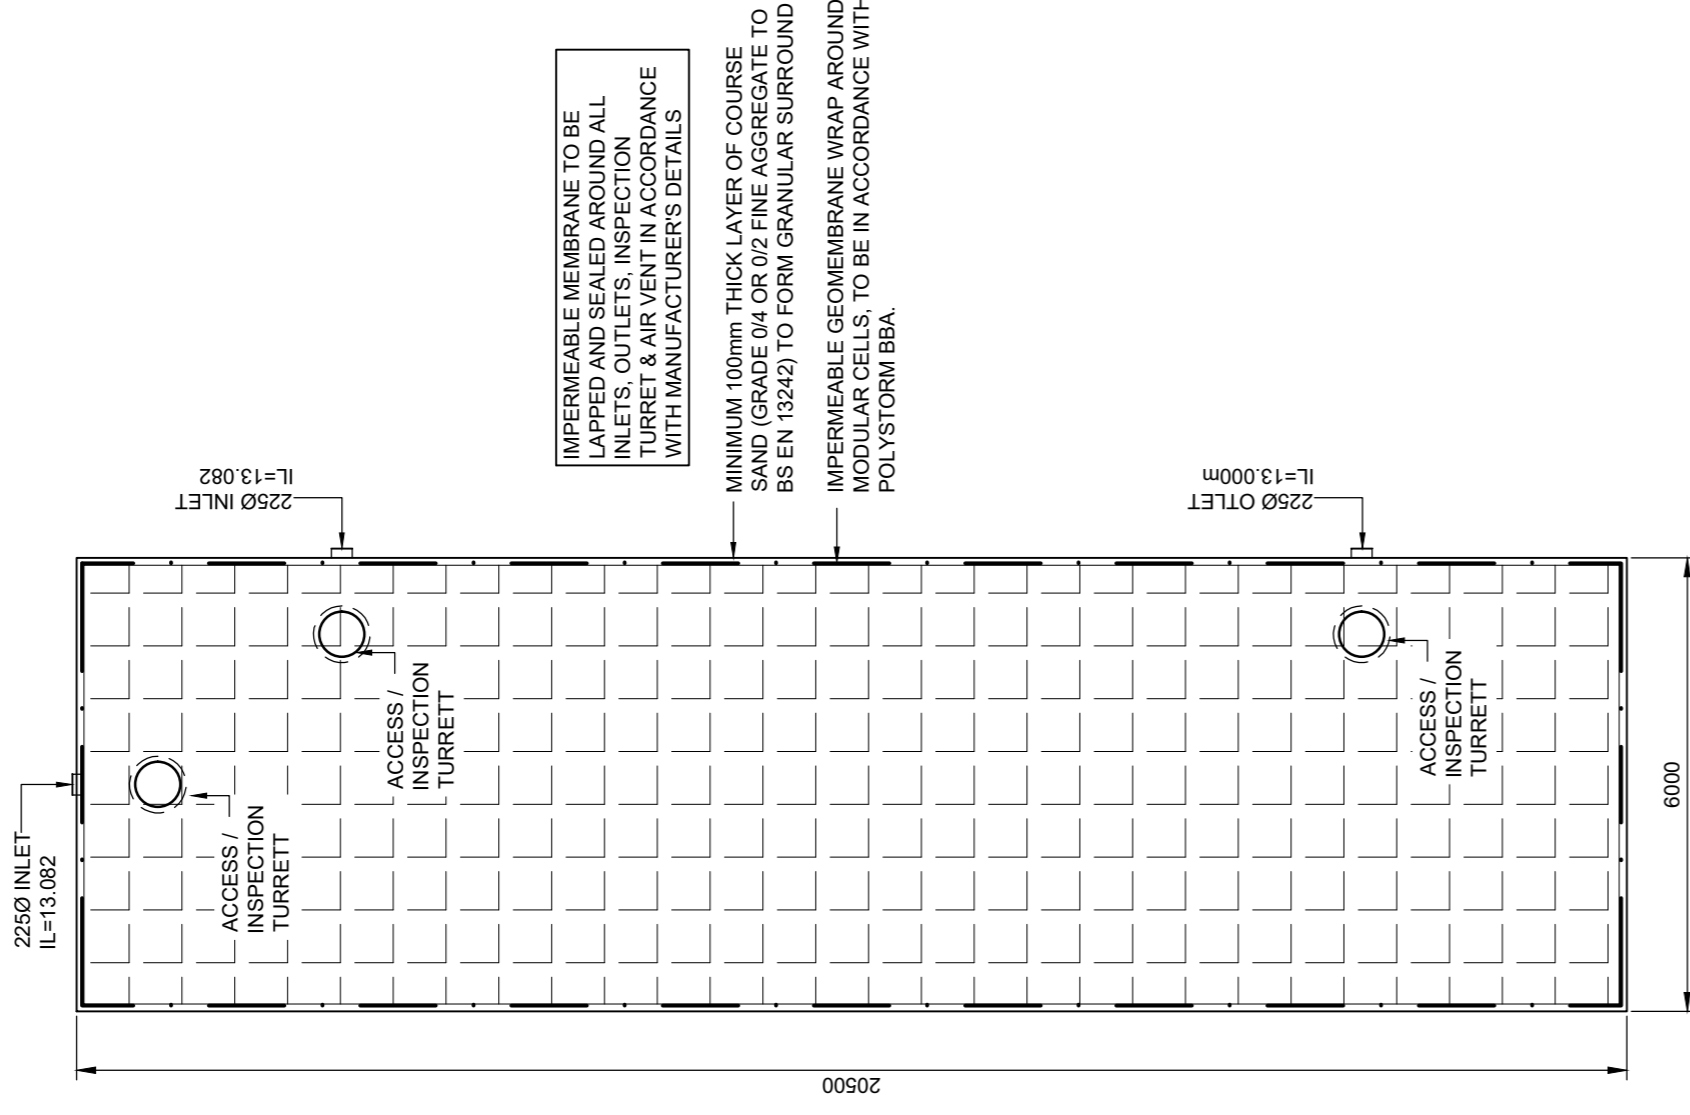 225Ø INLET
IL=13.082
225Ø INLET
IL=13.082
IMPERMEABLE MEMBRANE TO BE
LAPPED AND SEALED AROUND ALL
INLETS, OUTLETS, INSPECTION
TURRET & AIR VENT IN ACCORDANCE
WITH MANUFACTURER'S DETAILS
MINIMUM 100mm THICK LAYER OF COURSE
SAND (GRADE 0/4 OR 0/2 FINE AGGREGATE TO
BS EN 13242) TO FORM GRANULAR SURROUND
IMPERMEABLE GEOMEMBRANE WRAP AROUND
MODULAR CELLS, TO BE IN ACCORDANCE WITH
POLYSTORM BBA.
225Ø OTLET
IL=13.000m
ACCESS /
INSPECTION
TURRETT
ACCESS /
INSPECTION
TURRETT
ACCESS /
INSPECTION
TURRETT
6000
20500